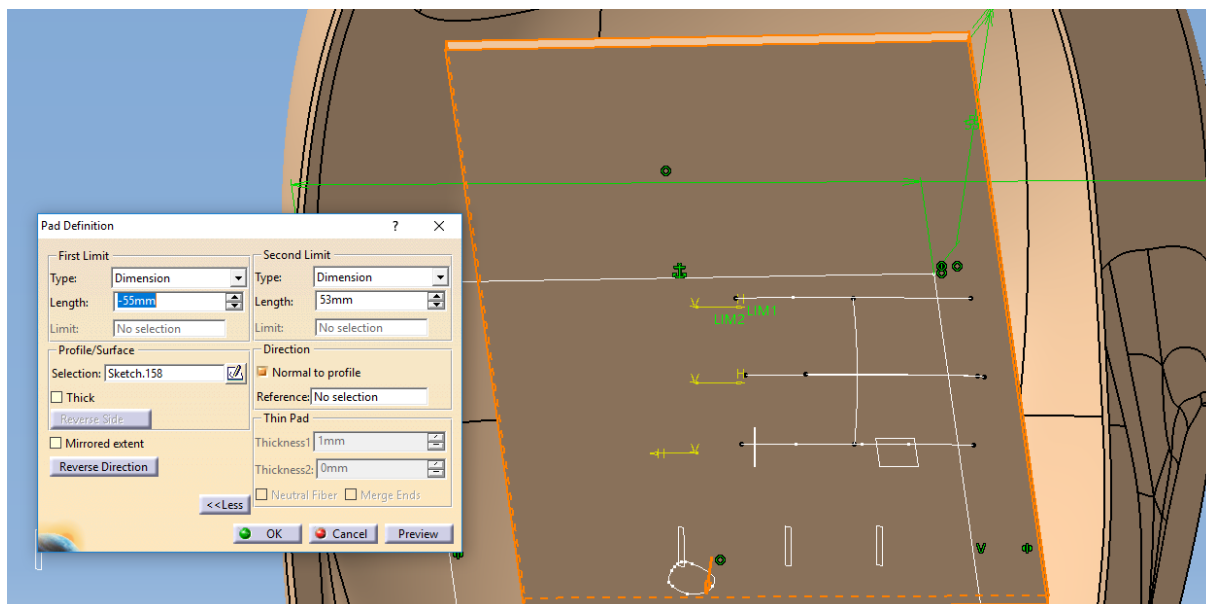 Pad Definition ? X
First Limit
Type: Dimension
Length: -55mm
Limit: No selection
Profile/Surface
Selection: Sketch.158
Thick
Reverse Side
Mirrored extent
Reverse Direction
Second Limit
Type: Dimension
Length: 53mm
Limit: No selection
Direction
Normal to profile
Reference: No selection
Thin Pad
Thickness1 1mm
Thickness2: 0mm
Neutral Fiber Merge Ends
<<Less
OK Cancel Preview
LIM2 LIM1
V H
V H
H V
V